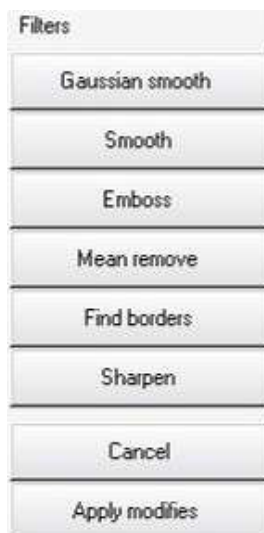 Filters
Gaussian smooth
Smooth
Emboss
Mean remove
Find borders
Sharpen
Cancel
Apply modifies